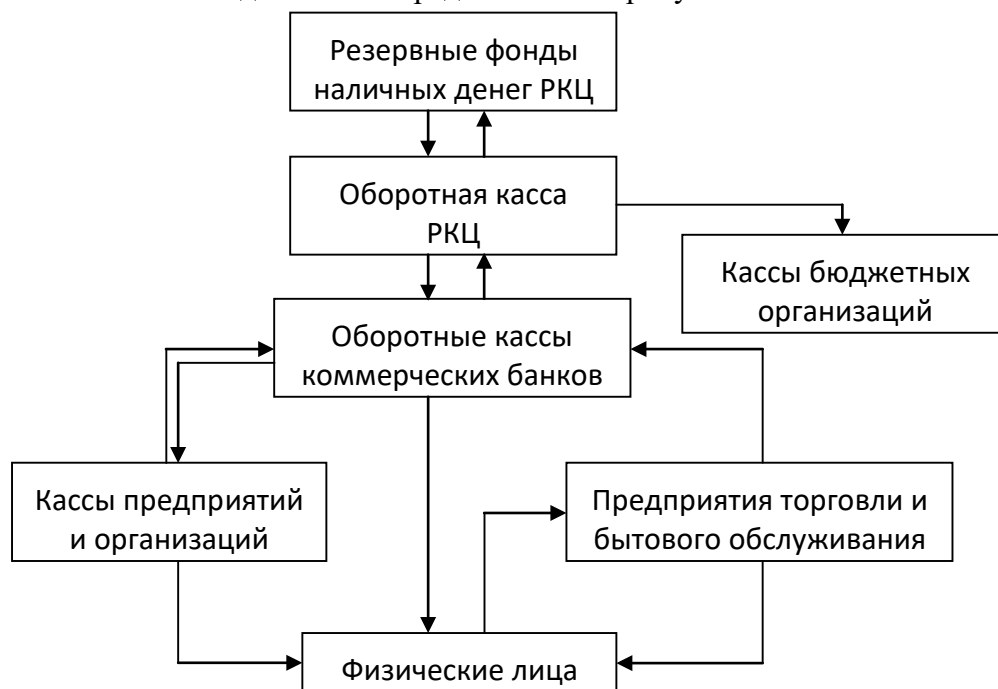 Резервные фонды
наличных денег РКЦ
Оборотная касса
РКЦ
Кассы бюджетных
организаций
Оборотные кассы
коммерческих банков
Кассы предприятий
и организаций
Предприятия торговли и
бытового обслуживания
Физические лица